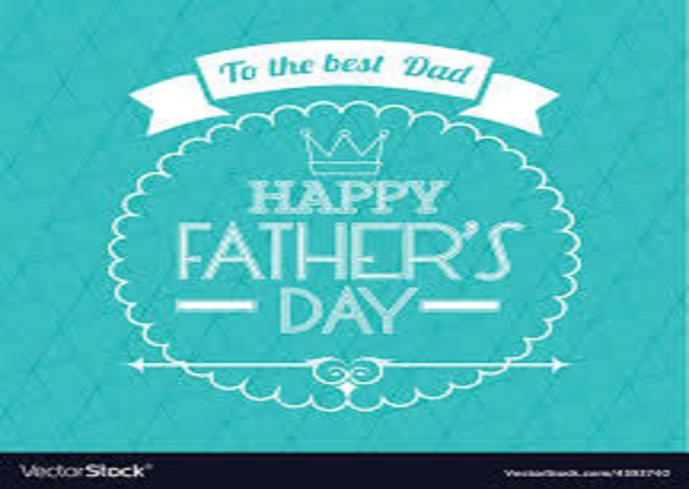 To the best Dad
HAPPY
FATHER'S
DAY
VectorStock®